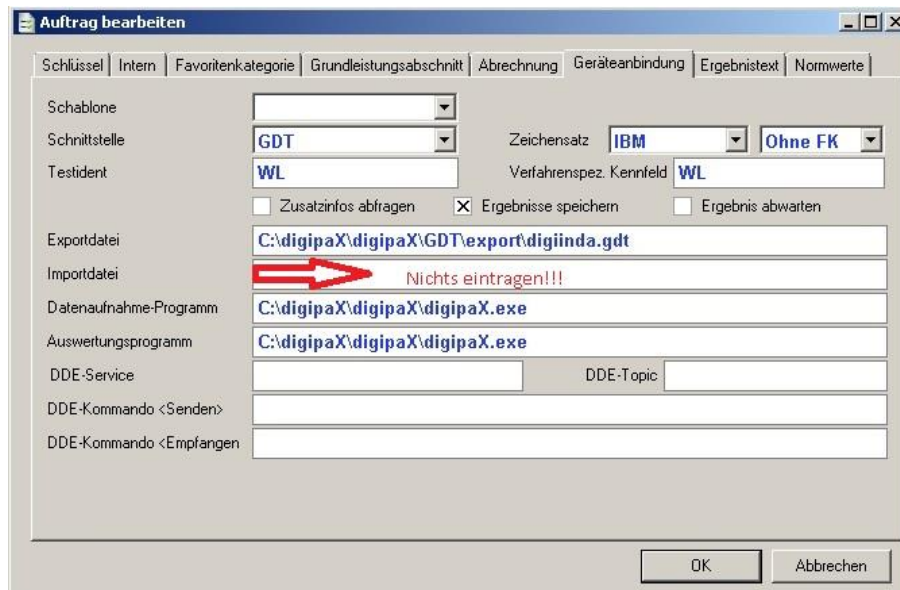 Auftrag bearbeiten
Schlüssel Intern Favoritenkategorie Grundleistungsabschnitt Abrechnung Geräteanbindung Ergebnistext Normwerte
Schablone
Schnittstelle GDT Zeichensatz IBM Ohne FK
Testident WL Verfahrenspez. Kennfeld WL
Zusatzinfos abfragen Ergebnisse speichern Ergebnis abwarten
Exportdatei C:\digipaX\digipaX\GDT\export\digiinda.gdt
Importdatei Nichts eintragen!!!
Datenaufnahme-Programm C:\digipaX\digipaX\digipaX.exe
Auswertungsprogramm C:\digipaX\digipaX\digipaX.exe
DDE-Service DDE-Topic
DDE-Kommando <Senden>
DDE-Kommando <Empfangen
OK Abbrechen